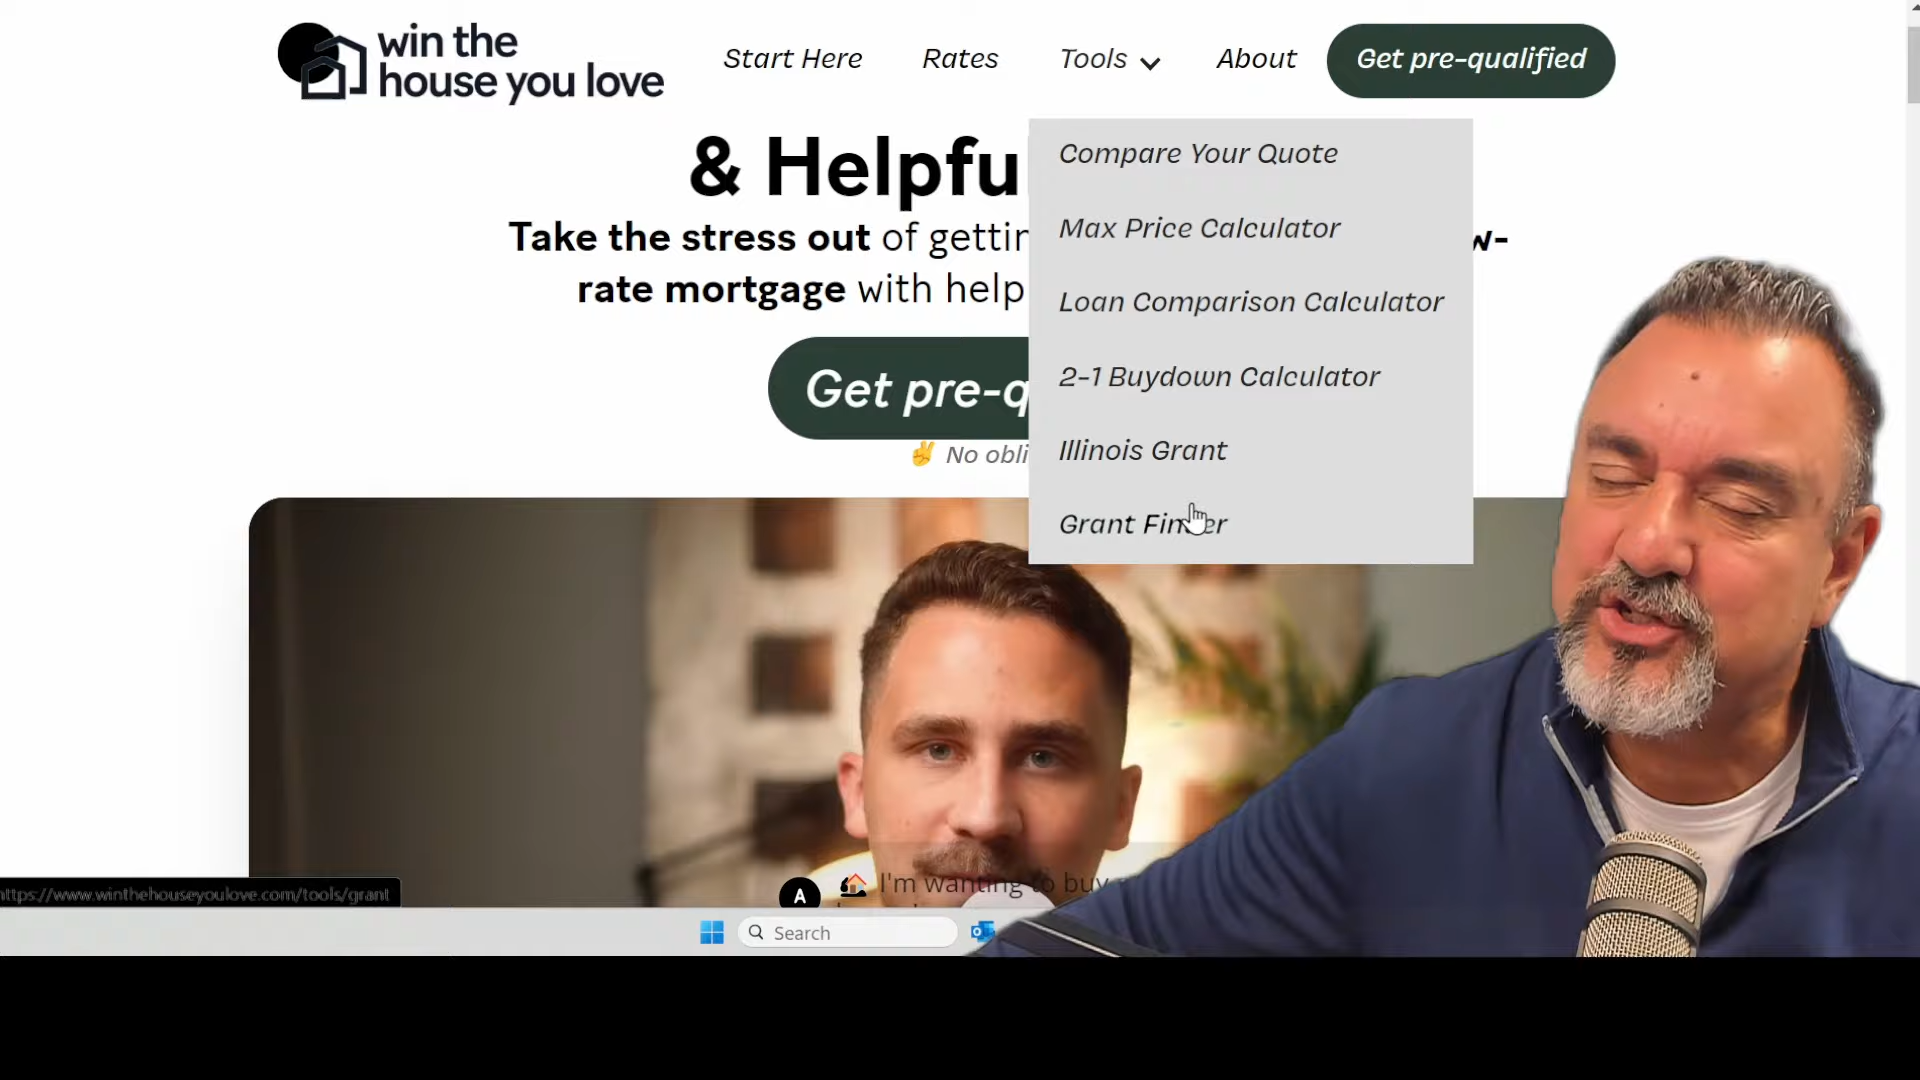 win the
house you love
Start Here
Rates
Tools
About
Get pre-qualified
& Helpfu
Take the stress out of gettin
w-
rate mortgage with help
Get pre-q
✌ No obli
Compare Your Quote
Max Price Calculator
Loan Comparison Calculator
2-1 Buydown Calculator
Illinois Grant
Grant Finder
A
🏠 I'm wanting to buy
https://www.winthehouseyoulove.com/tools/grant
Search